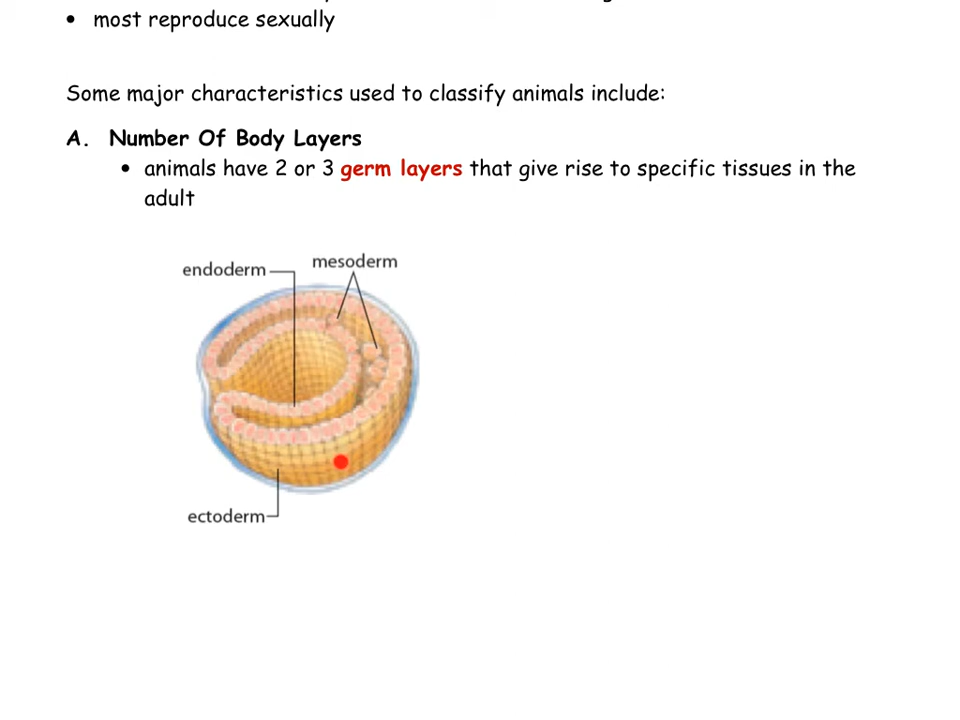 • most reproduce sexually
Some major characteristics used to classify animals include:
A. Number Of Body Layers
• animals have 2 or 3 germ layers that give rise to specific tissues in the
adult
endoderm
mesoderm
ectoderm